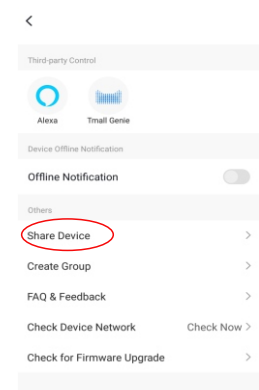 Third-party Control
Alexa
Tmall Genie
Device Offline Notification
Offline Notification
Others
Share Device
Create Group
FAQ & Feedback
Check Device Network Check Now
Check for Firmware Upgrade